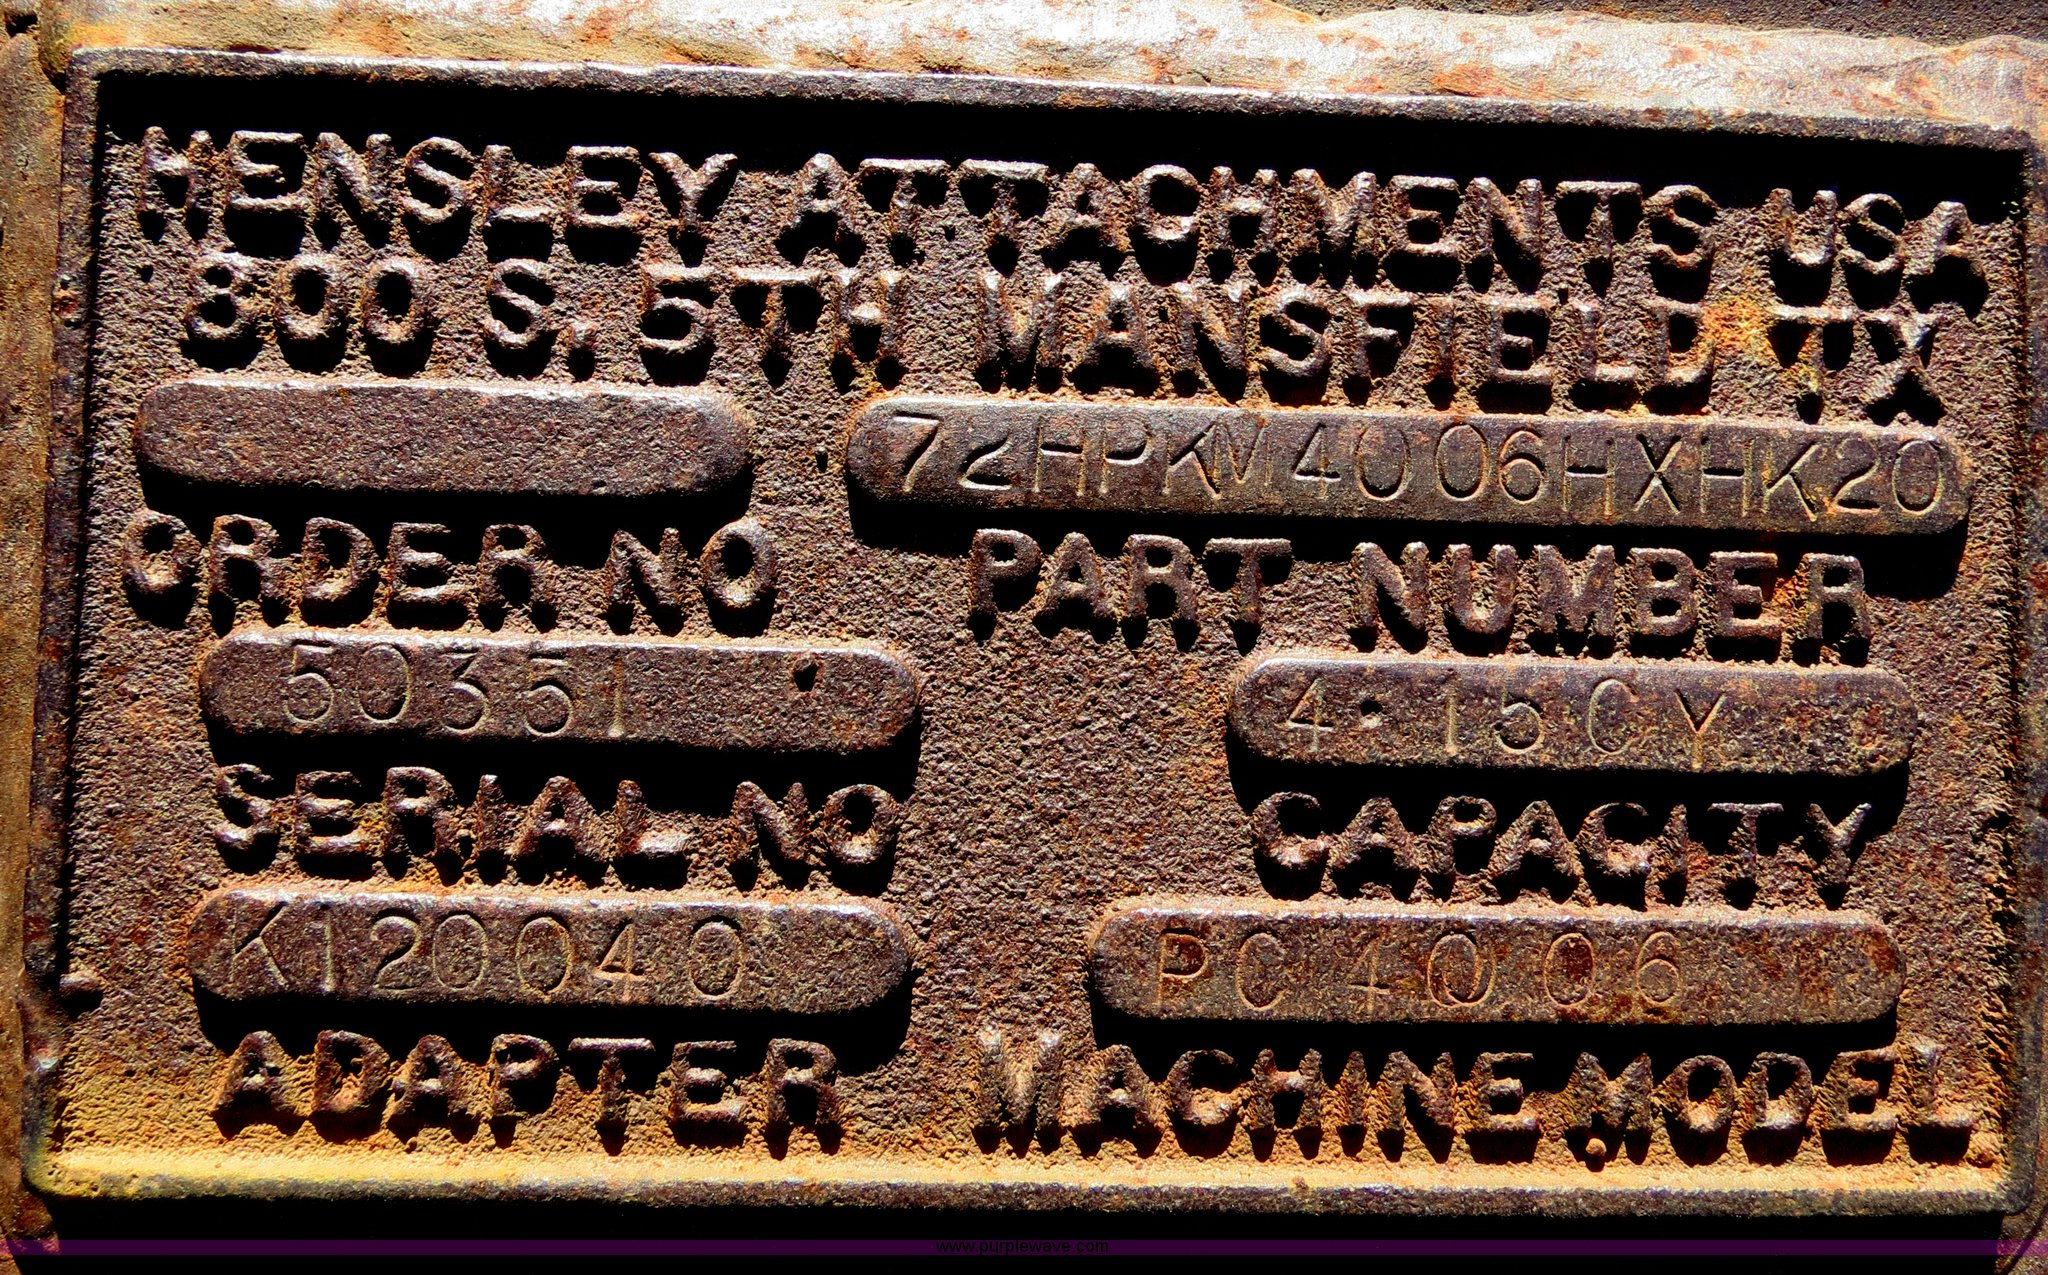 HENSLEY ATTACHMENTS USA
800 S. 5TH MANSFIELD TX
72HPKM4006HXHK20
ORDER NO PART NUMBER
50351 4.15CY
SERIAL NO CAPACITY
K120040 PC4006
ADAPTER MACHINE MODEL
www.purplewave.com